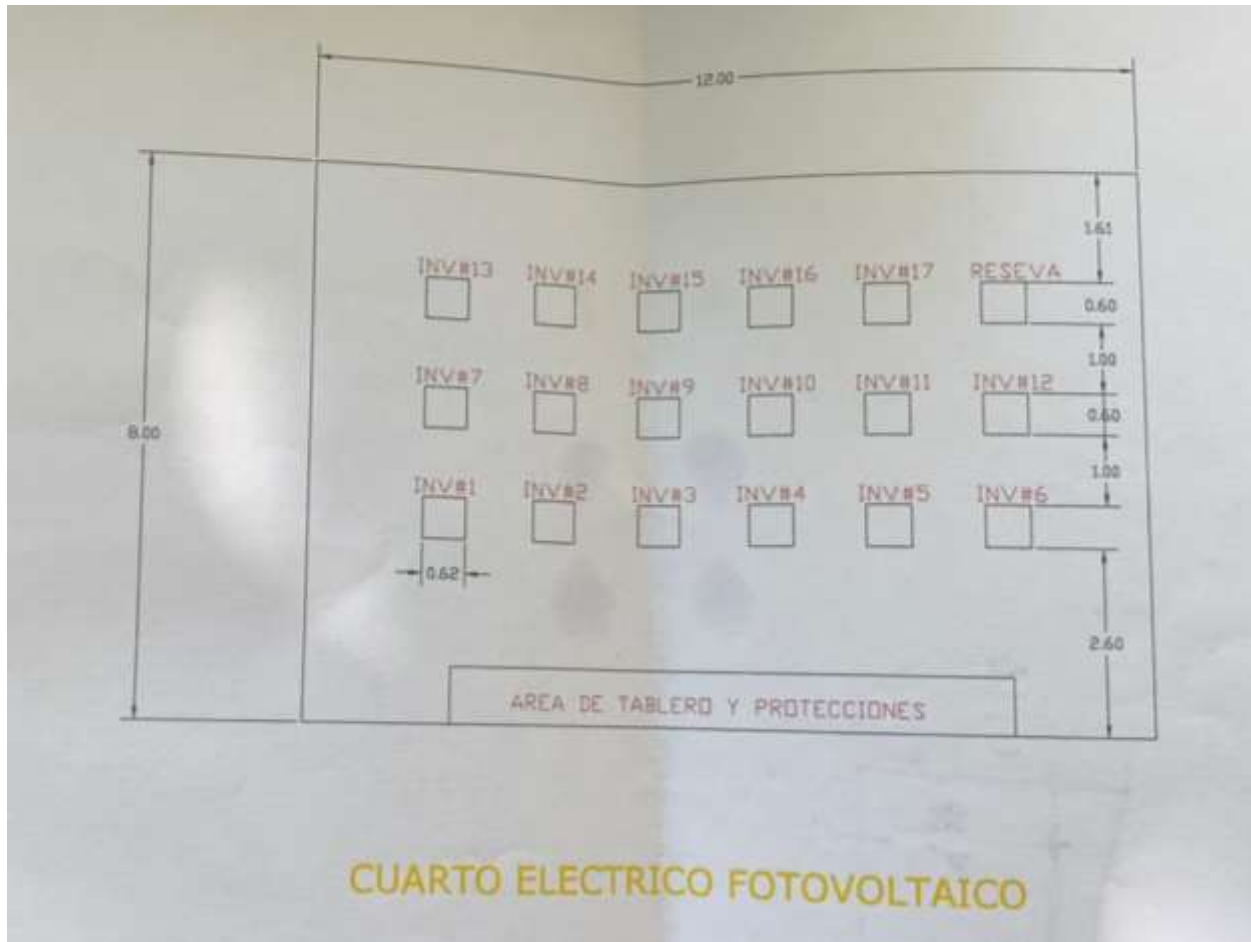 12.00
1.61
INV#13 INV#14 INV#15 INV#16 INV#17 RESEVA
0.60
1.00
INV#7 INV#8 INV#9 INV#10 INV#11 INV#12
0.60
8.00
1.00
INV#1 INV#2 INV#3 INV#4 INV#5 INV#6
0.62
2.60
AREA DE TABLERO Y PROTECCIONES
CUARTO ELECTRICO FOTOVOLTAICO